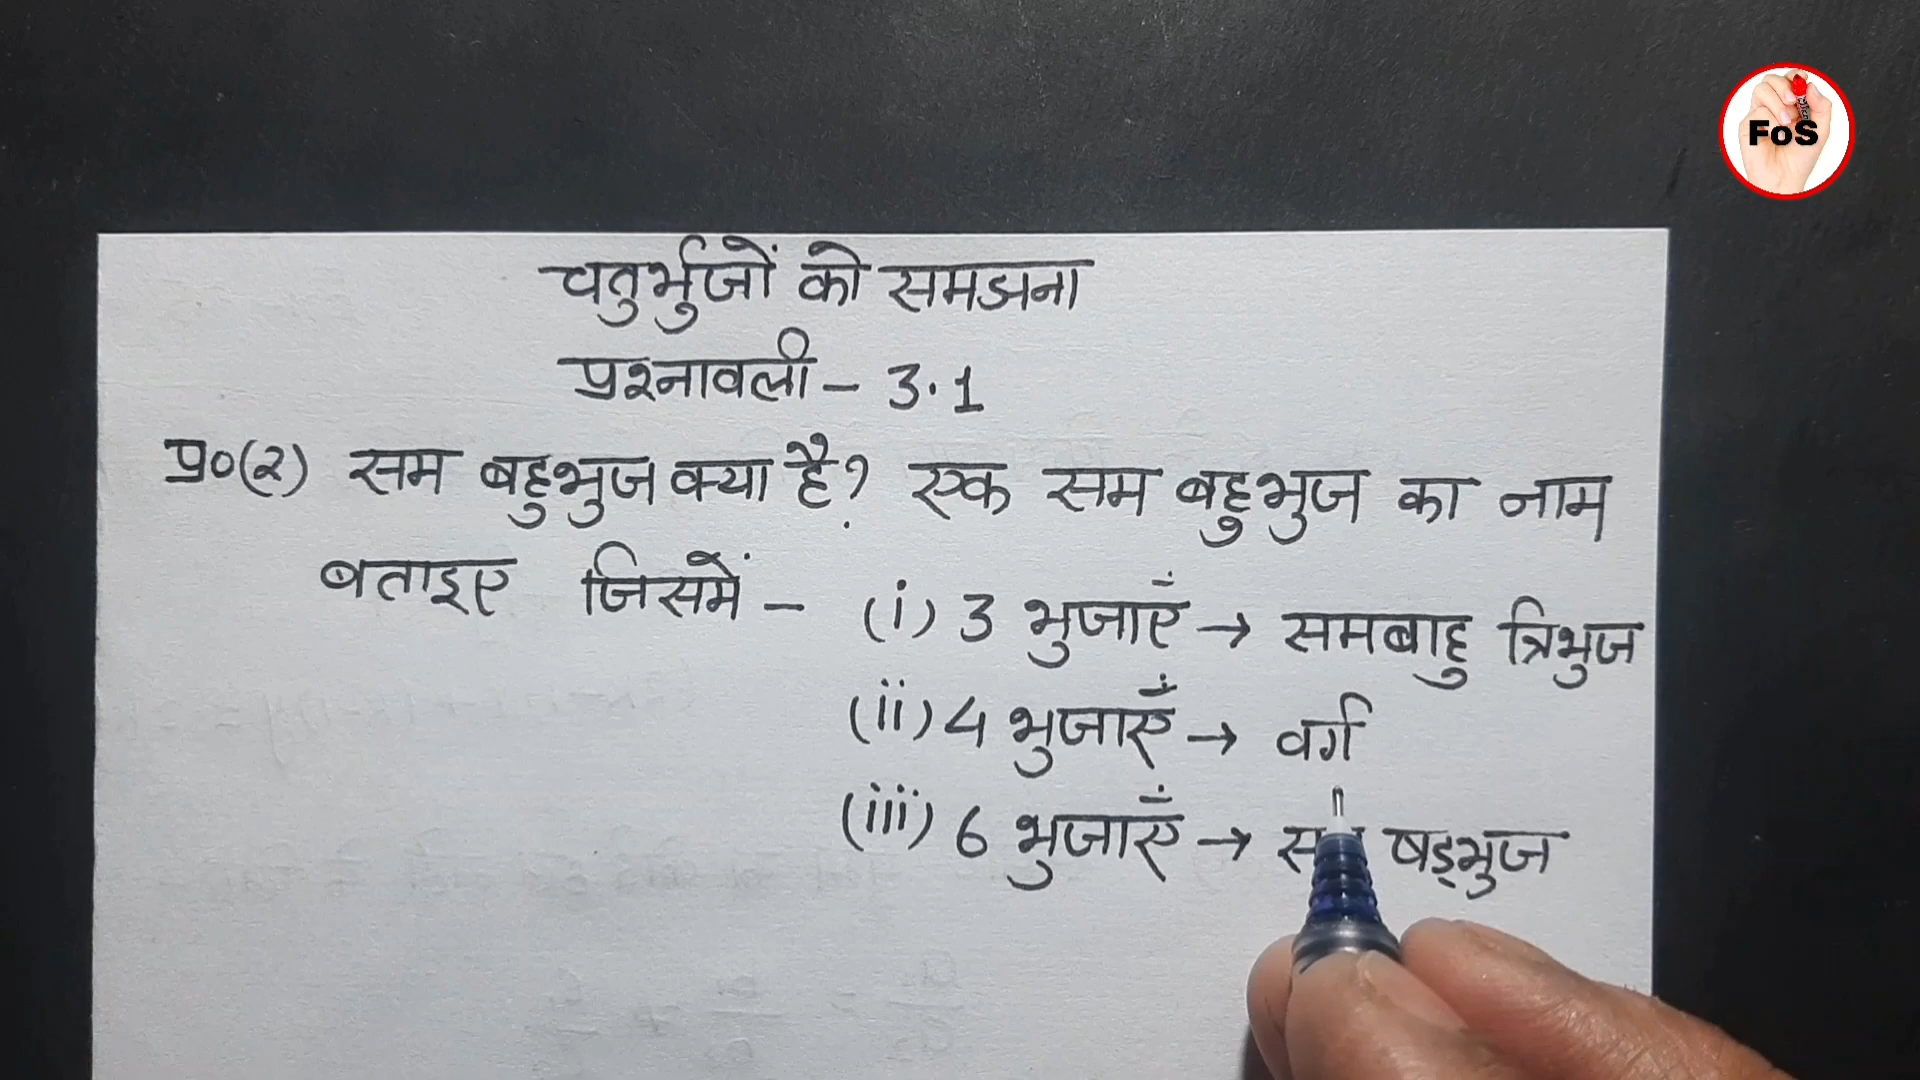 FoS
चतुर्भुजों को समझना
प्रश्नावली - 3.1
प्र०(२) सम बहुभुज क्या है? एक सम बहुभुज का नाम
बताइए जिसमें - (i) 3 भुजाएँ → समबाहु त्रिभुज
(ii) 4 भुजाएँ → वर्ग
(iii) 6 भुजाएँ → षड्भुज